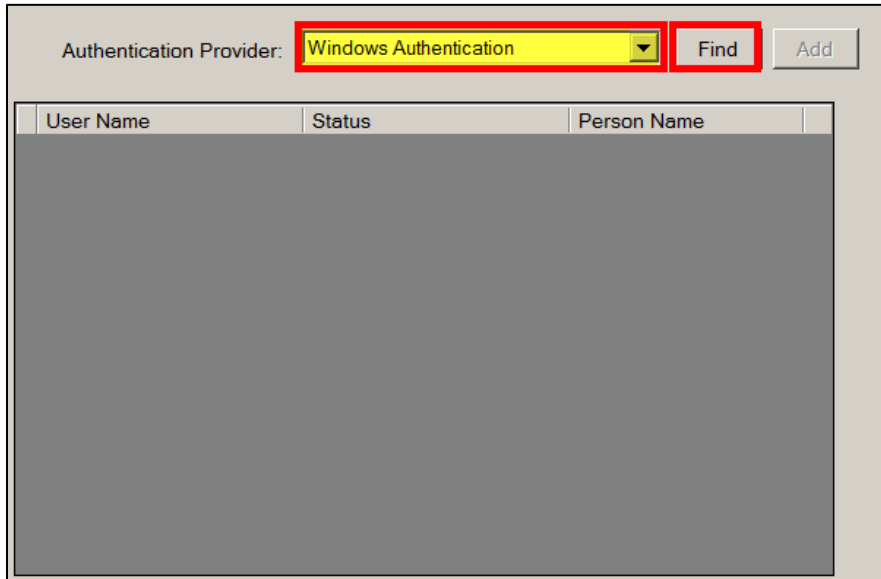 Authentication Provider: Windows Authentication Find Add
User Name Status Person Name